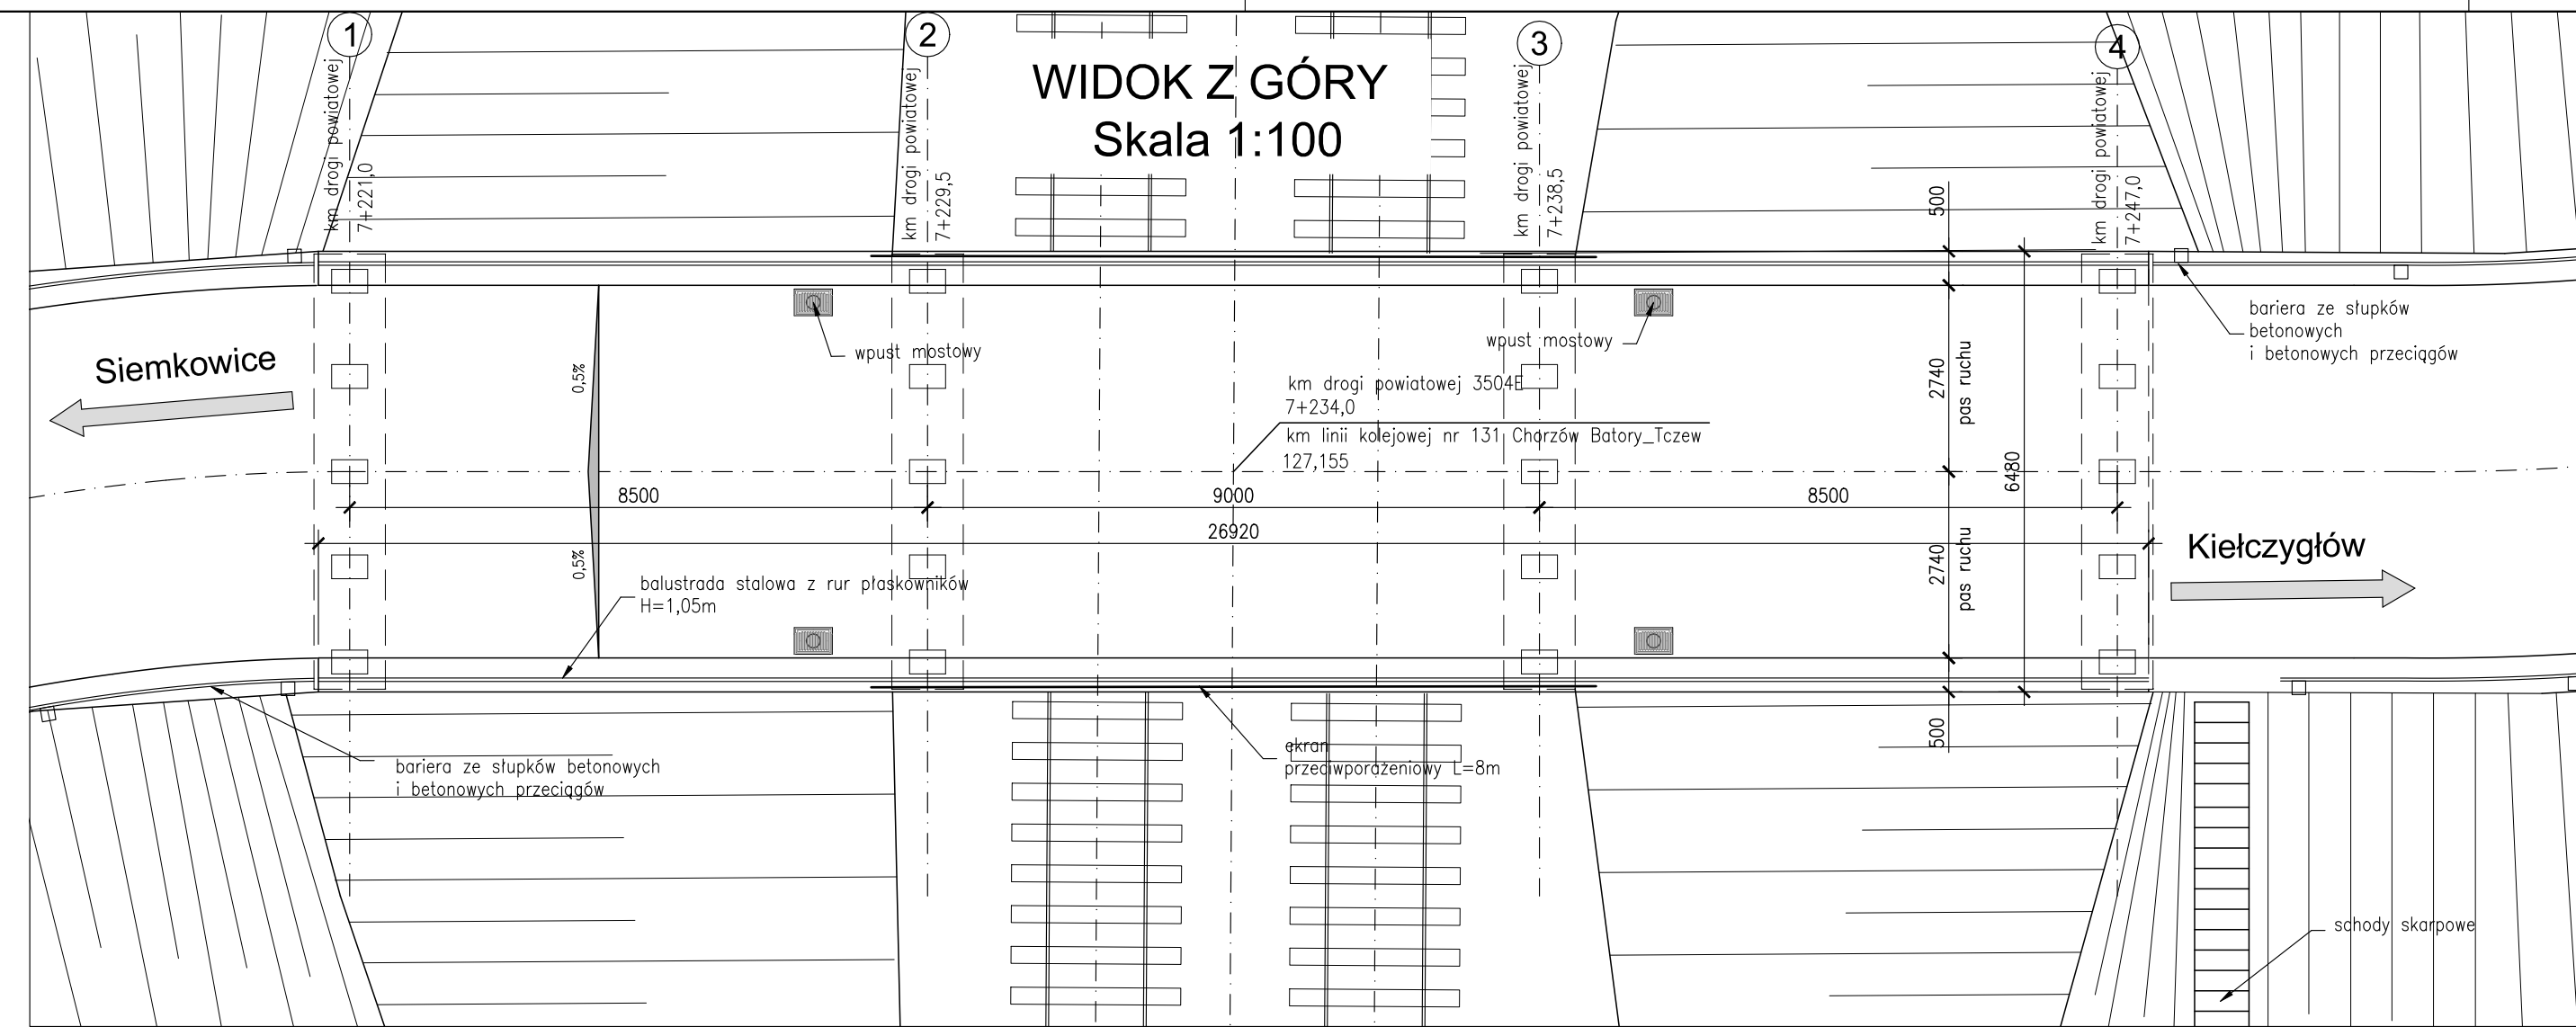 1
2
3
4
WIDOK Z GÓRY
Skala 1:100
km drogi powiatowej
7+221,0
km drogi powiatowej
7+229,5
km drogi powiatowej
7+238,5
km drogi powiatowej
7+247,0
500
wpust mostowy
wpust mostowy
bariera ze słupków
betonowych
i betonowych przeciągów
Siemkowice
0,5%
km drogi powiatowej 3504E
7+234,0
km linii kolejowej nr 131 Chorzów Batory_Tczew
127,155
2740
pas ruchu
6480
8500
9000
8500
26920
Kiełczygłów
0,5%
2740
pas ruchu
balustrada stalowa z rur płaskowników
H=1,05m
500
ekran
przeciwporażeniowy L=8m
bariera ze słupków betonowych
i betonowych przeciągów
schody skarpowe